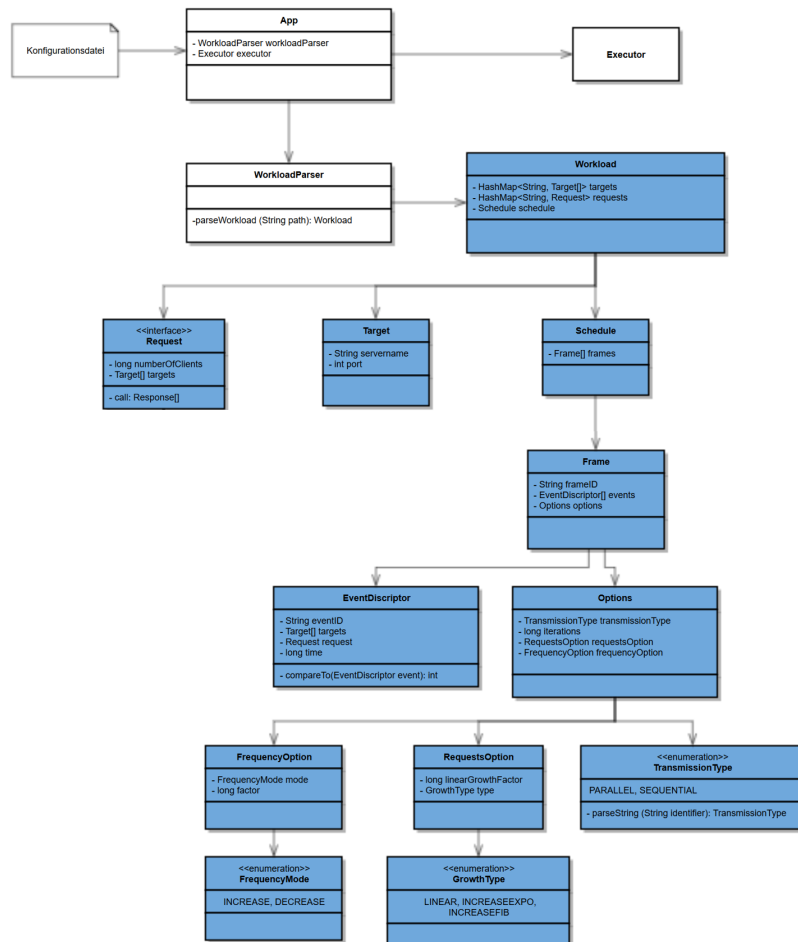 App
Konfigurationsdatei
- WorkloadParser workloadParser
- Executor executor
Executor
WorkloadParser
-parseWorkload (String path): Workload
Workload
- HashMap<String, Target[]> targets
- HashMap<String, Request> requests
- Schedule schedule
<<interface>>
Request
- long numberOfClients
- Target[] targets
- call: Response[]
Target
- String servername
- int port
Schedule
- Frame[] frames
Frame
- String frameID
- EventDiscriptor[] events
- Options options
EventDiscriptor
- String eventID
- Target[] targets
- Request request
- long time
- compareTo(EventDiscriptor event): int
Options
- TransmissionType transmissionType
- long iterations
- RequestsOption requestsOption
- FrequencyOption frequencyOption
FrequencyOption
- FrequencyMode mode
- long factor
RequestsOption
- long linearGrowthFactor
- GrowthType type
<<enumeration>>
TransmissionType
PARALLEL, SEQUENTIAL
- parseString (String identifier): TransmissionType
<<enumeration>>
FrequencyMode
INCREASE, DECREASE
<<enumeration>>
GrowthType
LINEAR, INCREASEEXPO,
INCREASEFIB